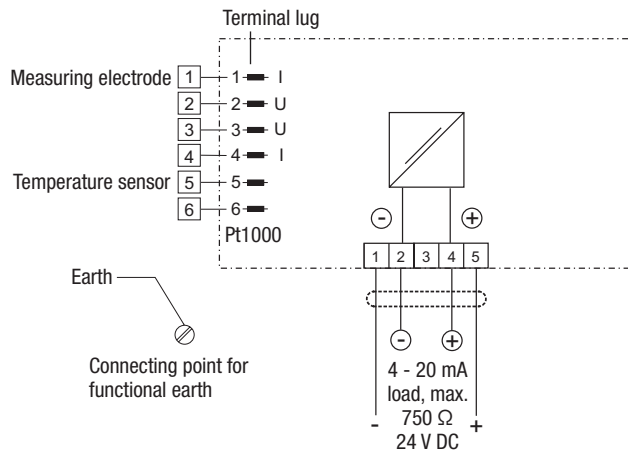 Terminal lug
Measuring electrode 1 1 I
2 2 U
3 3 U
4 4 I
Temperature sensor 5 5
6 6
Pt1000
- +
1 2 3 4 5
Earth
Connecting point for
functional earth
- +
4 - 20 mA
load, max.
750 Ω
- 24 V DC +